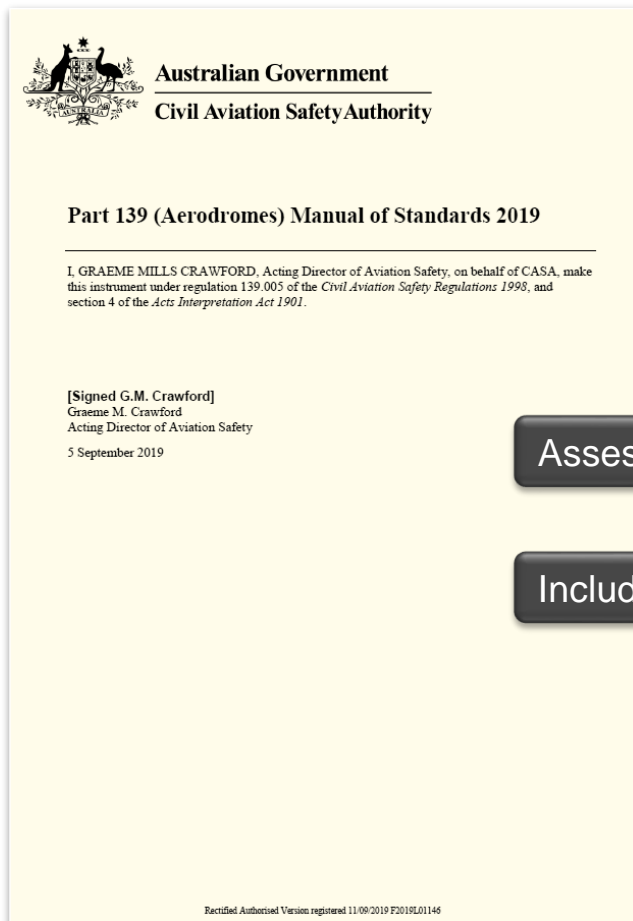 Australian Government
Civil Aviation Safety Authority
Part 139 (Aerodromes) Manual of Standards 2019
I, GRAEME MILLS CRAWFORD, Acting Director of Aviation Safety, on behalf of CASA, make
this instrument under regulation 139.005 of the Civil Aviation Safety Regulations 1998, and
section 4 of the Acts Interpretation Act 1901.
[Signed G.M. Crawford]
Graeme M. Crawford
Acting Director of Aviation Safety
5 September 2019
Asses
Includ
Rectified Authorised Version registered 11/09/2019 F2019L01146